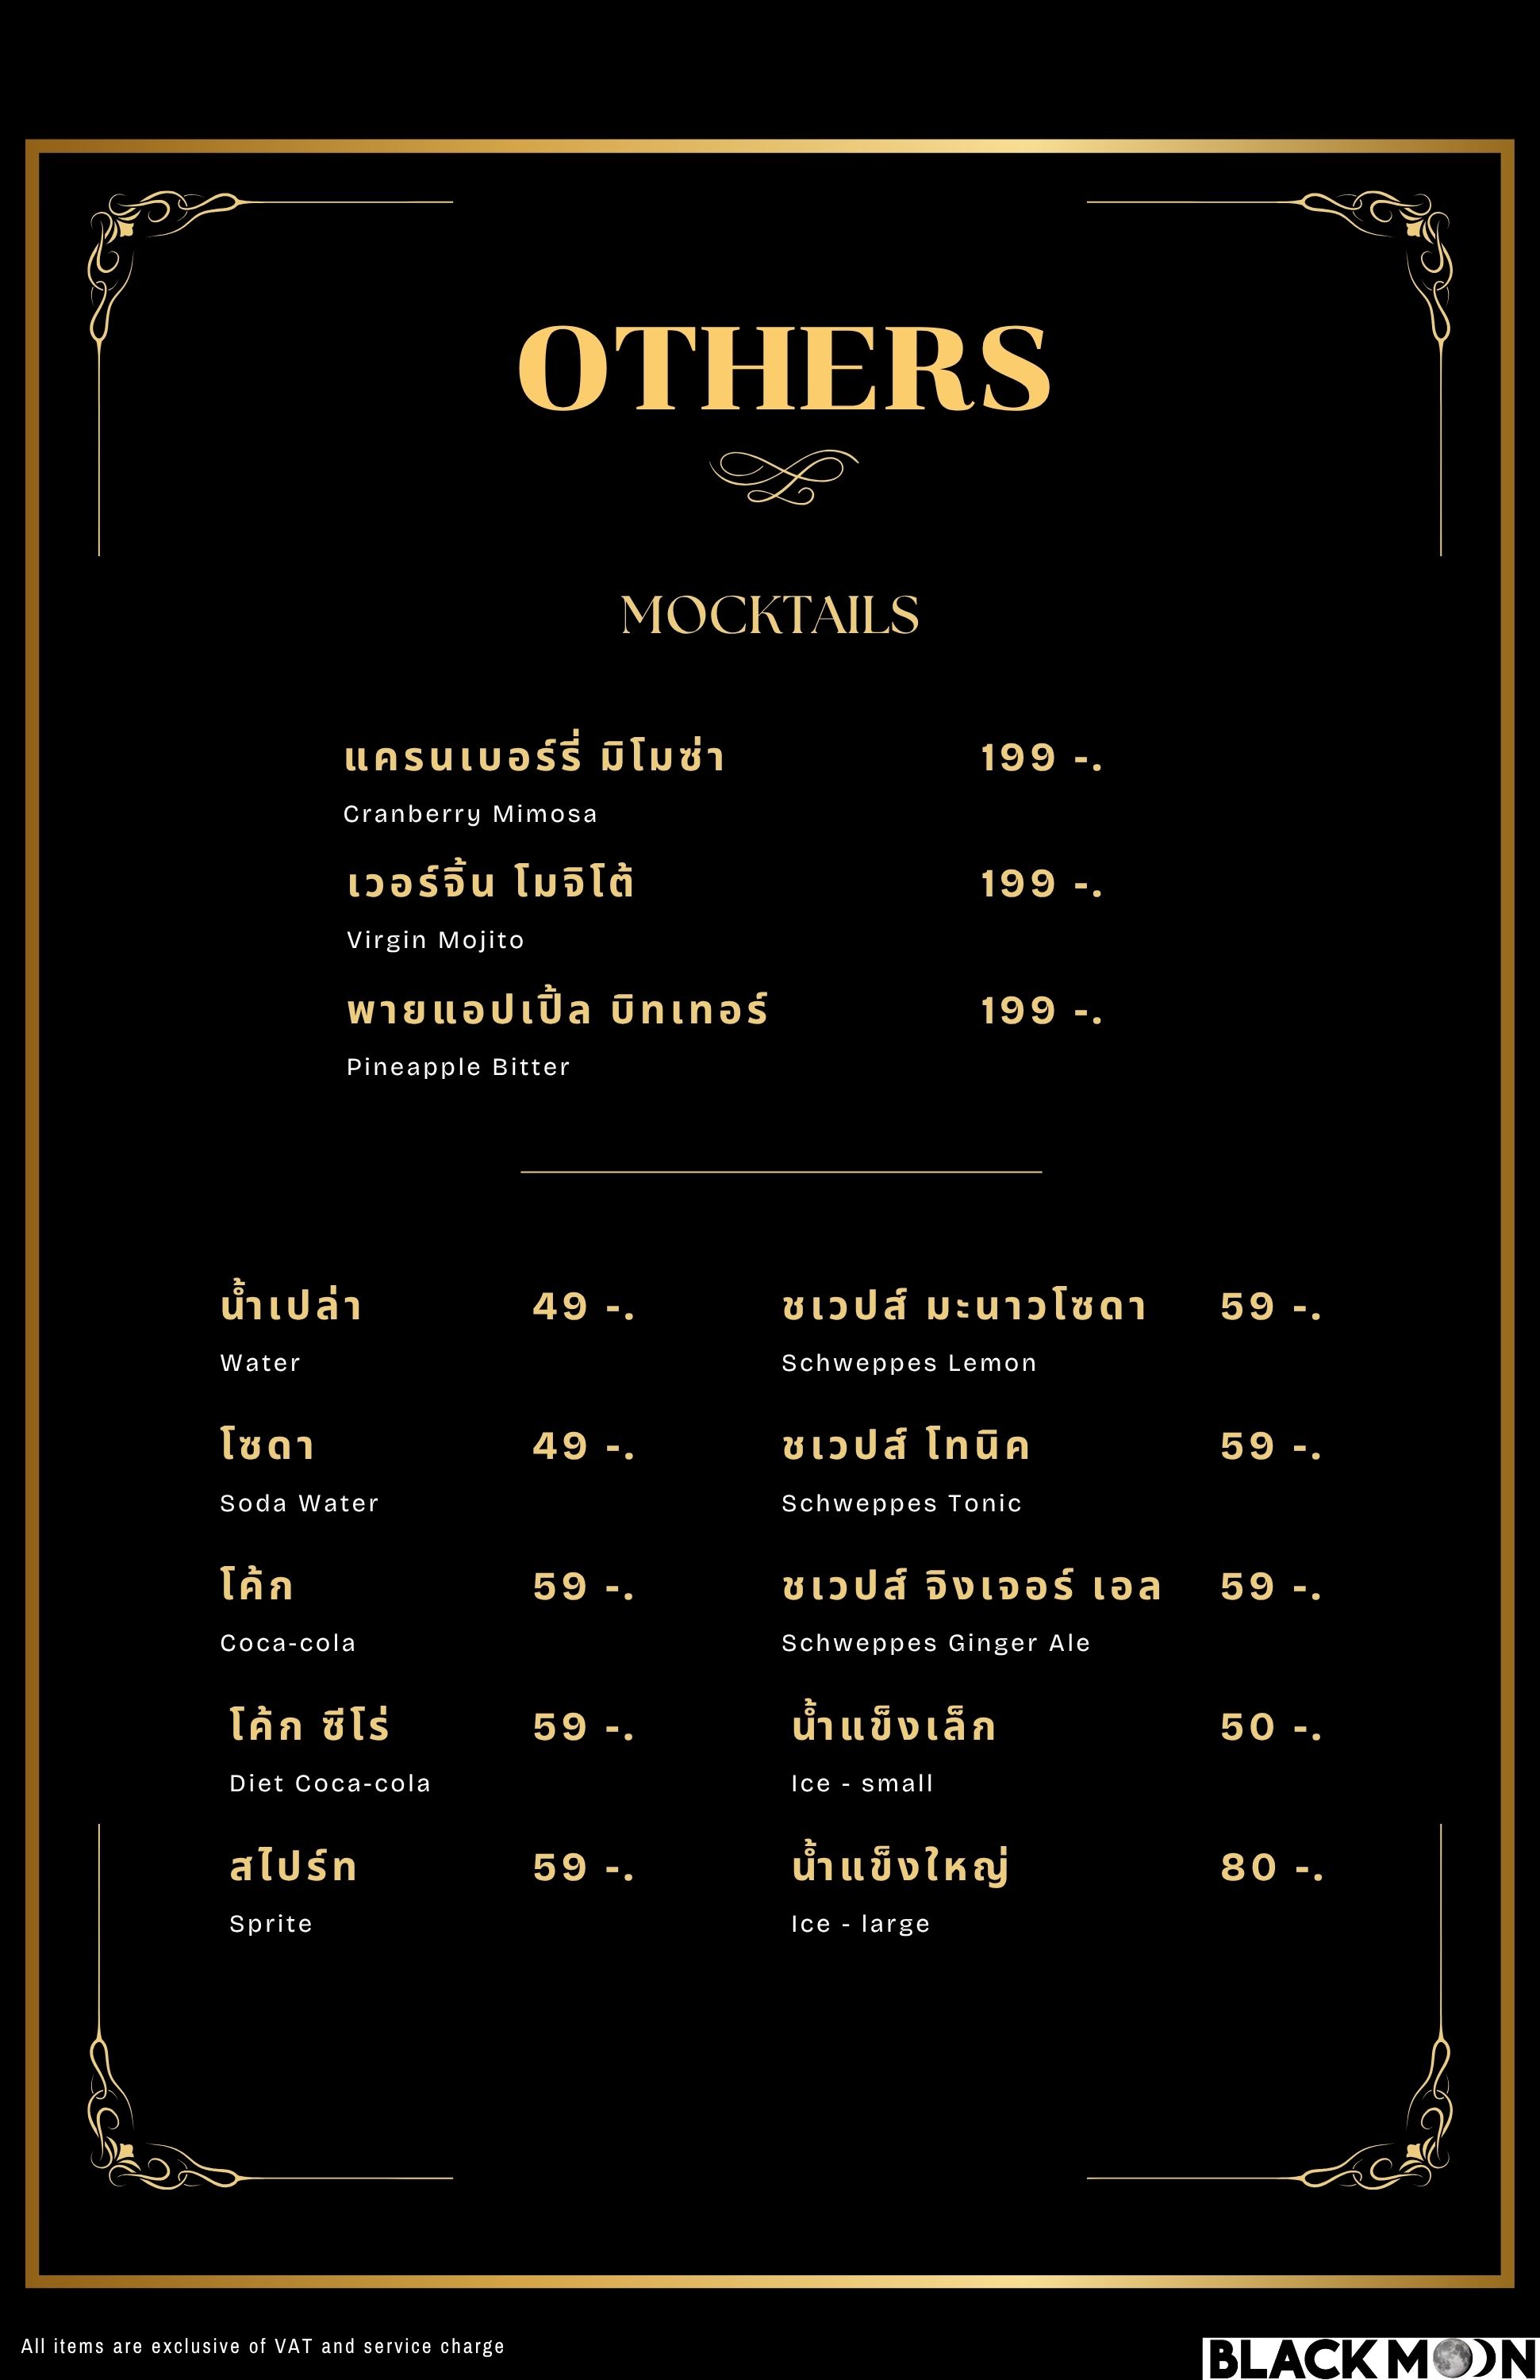 OTHERS
MOCKTAILS
แครนเบอร์รี่ มิโมซ่า 199 -.
Cranberry Mimosa
เวอร์จิ้น โมจิโต้ 199 -.
Virgin Mojito
พายแอปเปิ้ล บิทเทอร์ 199 -.
Pineapple Bitter
น้ำเปล่า 49 -.
Water
โซดา 49 -.
Soda Water
โค้ก 59 -.
Coca-cola
โค้ก ซีโร่ 59 -.
Diet Coca-cola
สไปร์ท 59 -.
Sprite
ชเวปส์ มะนาวโซดา 59 -.
Schweppes Lemon
ชเวปส์ โทนิค 59 -.
Schweppes Tonic
ชเวปส์ จิงเจอร์ เอล 59 -.
Schweppes Ginger Ale
น้ำแข็งเล็ก 50 -.
Ice - small
น้ำแข็งใหญ่ 80 -.
Ice - large
All items are exclusive of VAT and service charge
BLACK MOON